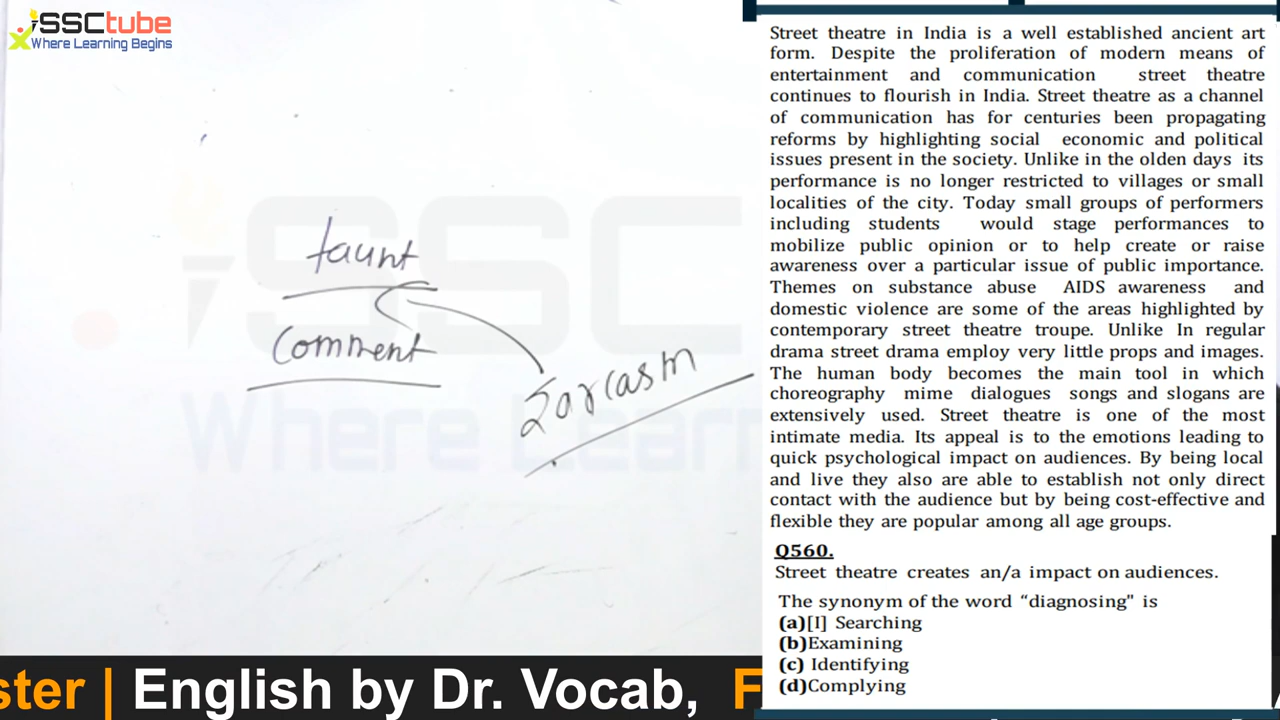 SSCtube
Where Learning Begins
taunt
Comment
Sarcasm
SSC
Where Learn
Street theatre in India is a well established ancient art
form. Despite the proliferation of modern means of
entertainment and communication street theatre
continues to flourish in India. Street theatre as a channel
of communication has for centuries been propagating
reforms by highlighting social economic and political
issues present in the society. Unlike in the olden days its
performance is no longer restricted to villages or small
localities of the city. Today small groups of performers
including students would stage performances to
mobilize public opinion or to help create or raise
awareness over a particular issue of public importance.
Themes on substance abuse AIDS awareness and
domestic violence are some of the areas highlighted by
contemporary street theatre troupe. Unlike In regular
drama street drama employ very little props and images.
The human body becomes the main tool in which
choreography mime dialogues songs and slogans are
extensively used. Street theatre is one of the most
intimate media. Its appeal is to the emotions leading to
quick psychological impact on audiences. By being local
and live they also are able to establish not only direct
contact with the audience but by being cost-effective and
flexible they are popular among all age groups.
Q560.
Street theatre creates an/a impact on audiences.
The synonym of the word “diagnosing" is
(a)[I] Searching
(b)Examining
(c) Identifying
(d)Complying
ster | English by Dr. Vocab, F